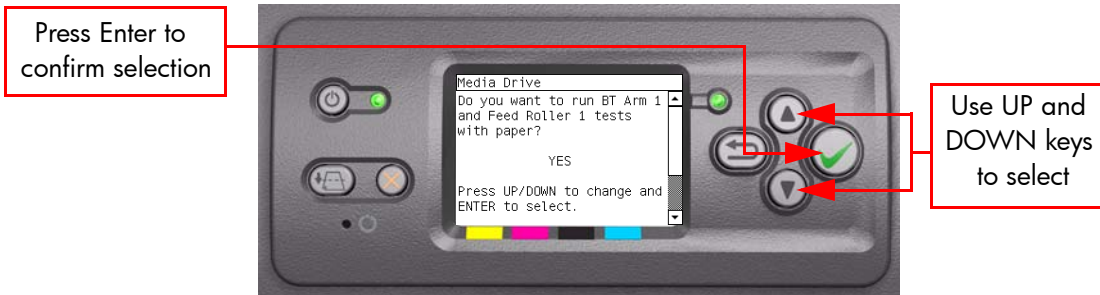 Press Enter to
confirm selection
Media Drive
Do you want to run BT Arm 1
and Feed Roller 1 tests
with paper?
YES
Press UP/DOWN to change and
ENTER to select.
Use UP and
DOWN keys
to select